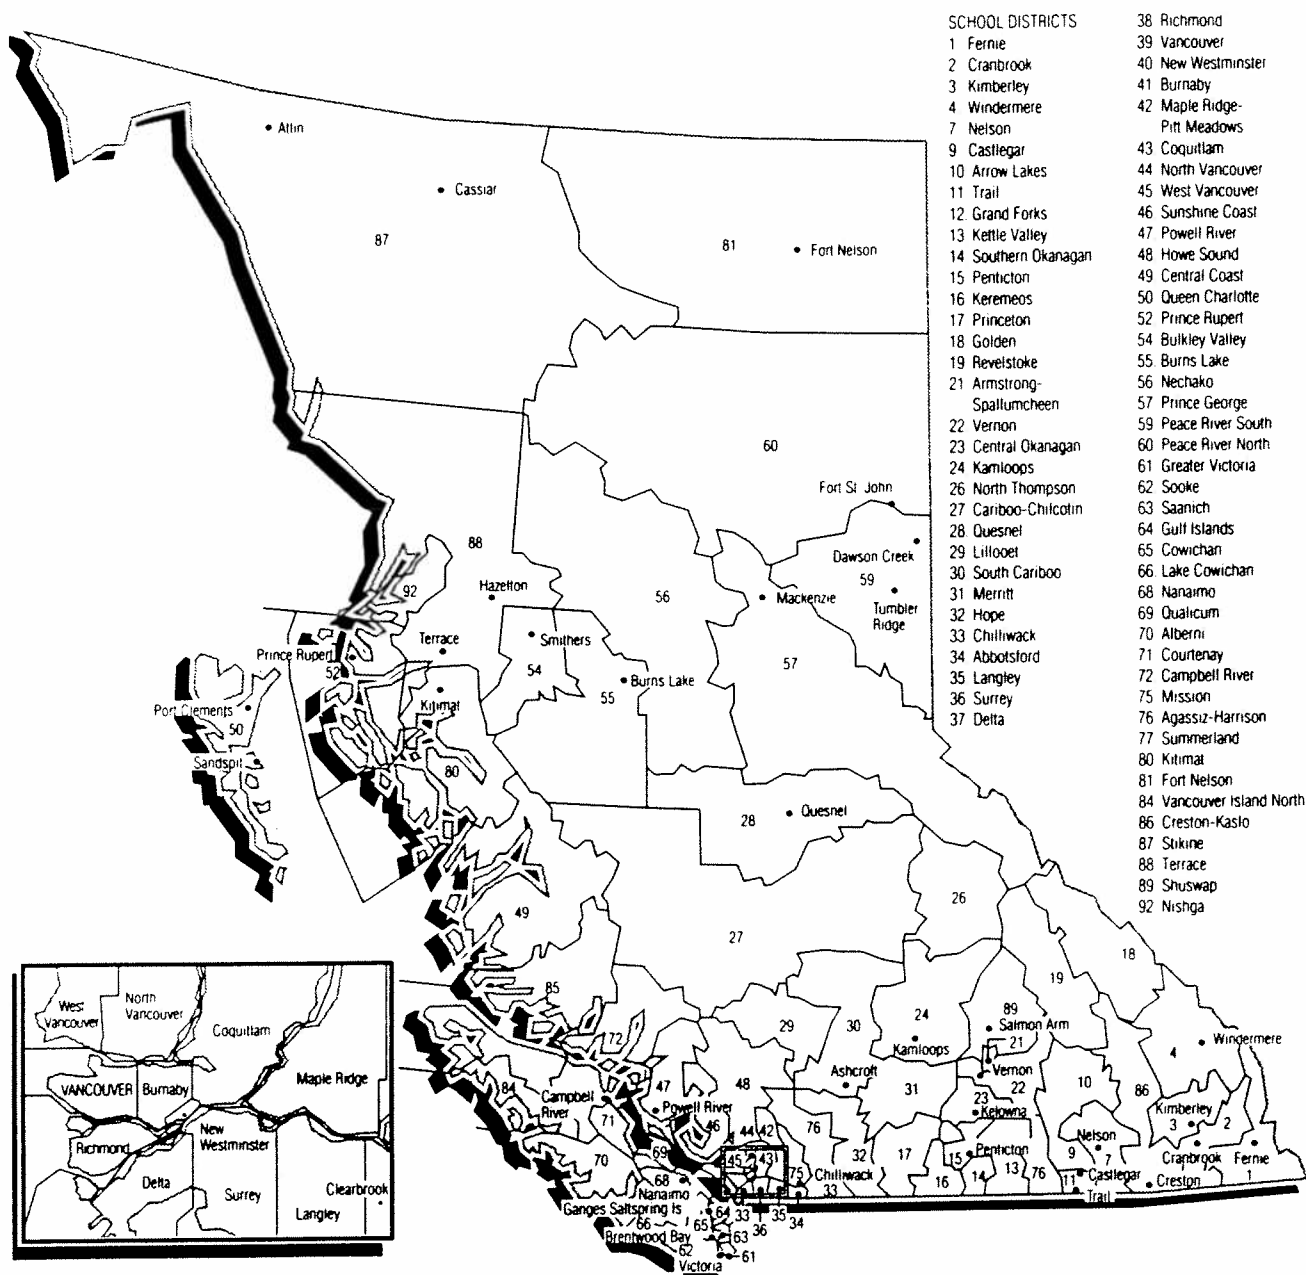 SCHOOL DISTRICTS
1 Fernie
2 Cranbrook
3 Kimberley
4 Windermere
7 Nelson
9 Castlegar
10 Arrow Lakes
11 Trail
12 Grand Forks
13 Kettle Valley
14 Southern Okanagan
15 Penticton
16 Keremeos
17 Princeton
18 Golden
19 Revelstoke
21 Armstrong-
Spallumcheen
22 Vernon
23 Central Okanagan
24 Kamloops
26 North Thompson
27 Cariboo-Chilcotin
28 Quesnel
29 Lillooet
30 South Cariboo
31 Merritt
32 Hope
33 Chilliwack
34 Abbotsford
35 Langley
36 Surrey
37 Delta
38 Richmond
39 Vancouver
40 New Westminster
41 Burnaby
42 Maple Ridge-
Pitt Meadows
43 Coquitlam
44 North Vancouver
45 West Vancouver
46 Sunshine Coast
47 Powell River
48 Howe Sound
49 Central Coast
50 Queen Charlotte
52 Prince Rupert
54 Bulkley Valley
55 Burns Lake
56 Nechako
57 Prince George
59 Peace River South
60 Peace River North
61 Greater Victoria
62 Sooke
63 Saanich
64 Gulf Islands
65 Cowichan
66 Lake Cowichan
68 Nanaimo
69 Qualicum
70 Alberni
71 Courtenay
72 Campbell River
75 Mission
76 Agassiz-Harrison
77 Summerland
80 Kitimat
81 Fort Nelson
84 Vancouver Island North
86 Creston-Kaslo
87 Stikine
88 Terrace
89 Shuswap
92 Nishga
Atlin
Cassiar
87
81
Fort Nelson
60
Fort St. John
Dawson Creek
59
Tumbler
Ridge
88
92
Hazelton
56
Mackenzie
Terrace
Smithers
Prince Rupert
52
54
57
Burns Lake
55
Kitimat
Port Clements
50
Sandspit
80
28
Quesnel
26
49
27
18
19
85
72
29
30
24
89
Salmon Arm
21
Kamloops
Windermere
4
Vernon
22
10
86
84
Campbell
River
71
47
Powell River
48
46
Ashcroft
31
23
Kelowna
Kimberley
3
2
44
42
76
70
69
45
43
75
Chilliwack
33
32
17
15
Penticton
16
14
13
76
9
Nelson
7
Cranbrook
Fernie
1
1
11
Castlegar
Trail
Creston
68
Nanaimo
Ganges Saltspring Is
64
33
36
35
34
66
65
Brentwood Bay
63
62
61
Victoria
West
Vancouver
North
Vancouver
Coquitlam
VANCOUVER
Burnaby
Maple Ridge
Richmond
New
Westminster
Delta
Surrey
Langley
Clearbrook